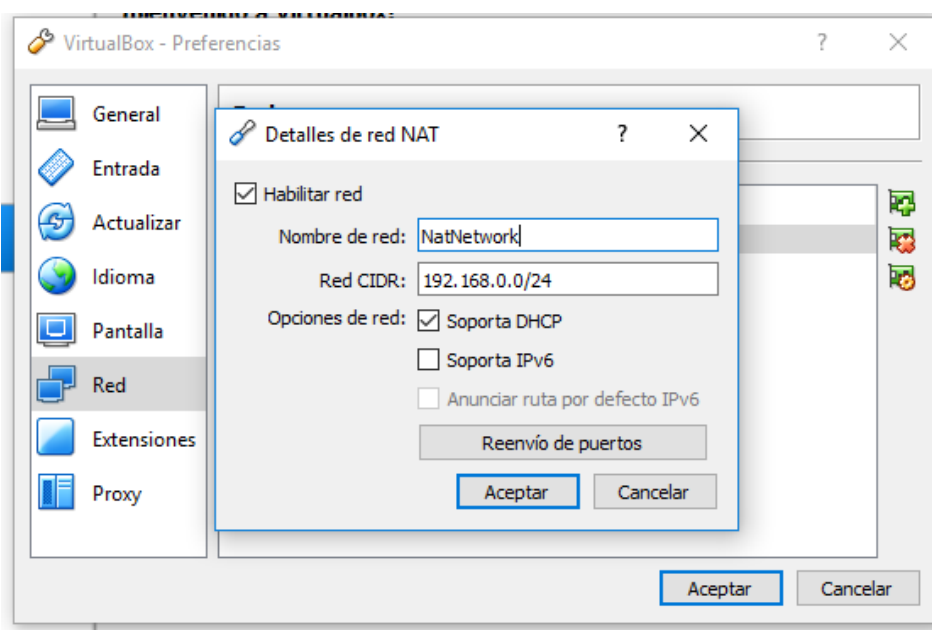 Bienvenido a VirtualBox!
VirtualBox - Preferencias ? ×
General
Entrada
Actualizar
Idioma
Pantalla
Red
Extensiones
Proxy
Detalles de red NAT ? ×
Habilitar red
Nombre de red: NatNetwork
Red CIDR: 192.168.0.0/24
Opciones de red: Soporta DHCP
Soporta IPv6
Anunciar ruta por defecto IPv6
Reenvío de puertos
Aceptar Cancelar
Aceptar Cancelar